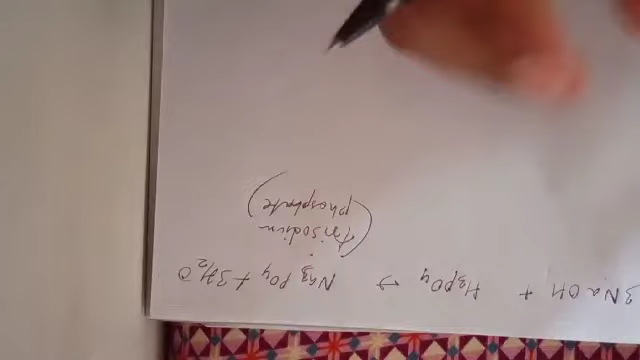 3NaOH + H3PO4 → Na3PO4 + 3H2O
(trisodium
phosphate)